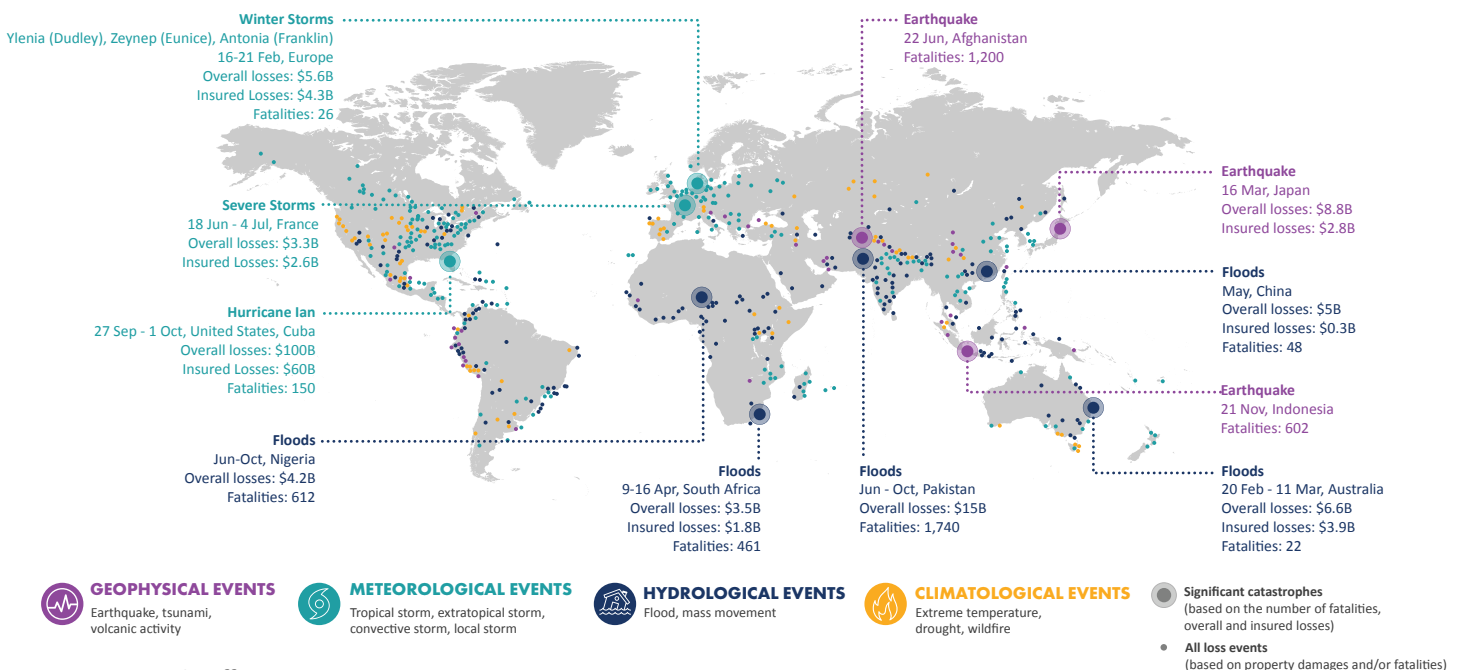 Winter Storms
Ylenia (Dudley), Zeynep (Eunice), Antonia (Franklin)
16-21 Feb, Europe
Overall losses: $5.6B
Insured Losses: $4.3B
Fatalities: 26
Severe Storms
18 Jun - 4 Jul, France
Overall losses: $3.3B
Insured Losses: $2.6B
Hurricane Ian
27 Sep - 1 Oct, United States, Cuba
Overall losses: $100B
Insured Losses: $60B
Fatalities: 150
Floods
Jun-Oct, Nigeria
Overall losses: $4.2B
Fatalities: 612
Floods
9-16 Apr, South Africa
Overall losses: $3.5B
Insured losses: $1.8B
Fatalities: 461
Floods
Jun - Oct, Pakistan
Overall losses: $15B
Fatalities: 1,740
Earthquake
22 Jun, Afghanistan
Fatalities: 1,200
Earthquake
16 Mar, Japan
Overall losses: $8.8B
Insured losses: $2.8B
Floods
May, China
Overall losses: $5B
Insured losses: $0.3B
Fatalities: 48
Earthquake
21 Nov, Indonesia
Fatalities: 602
Floods
20 Feb - 11 Mar, Australia
Overall losses: $6.6B
Insured losses: $3.9B
Fatalities: 22
GEOPHYSICAL EVENTS
Earthquake, tsunami,
volcanic activity
METEOROLOGICAL EVENTS
Tropical storm, extratopical storm,
convective storm, local storm
HYDROLOGICAL EVENTS
Flood, mass movement
CLIMATOLOGICAL EVENTS
Extreme temperature,
drought, wildfire
Significant catastrophes
(based on the number of fatalities,
overall and insured losses)
All loss events
(based on property damages and/or fatalities)